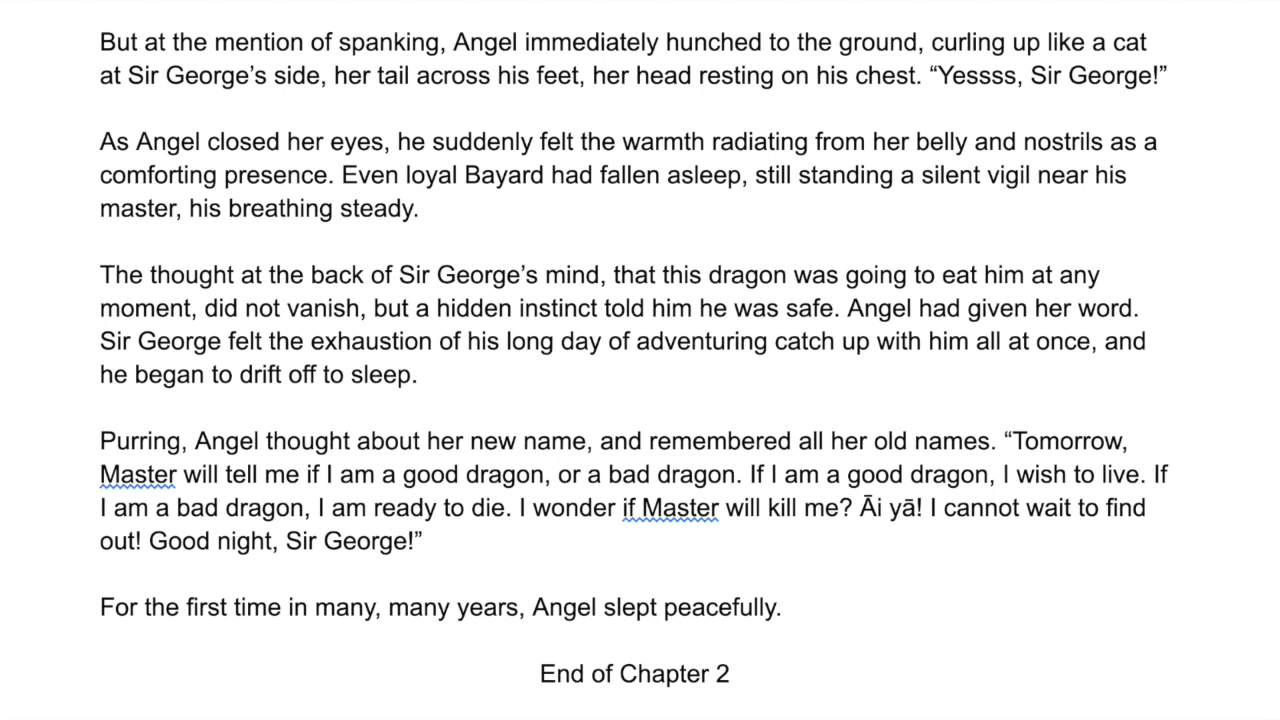 But at the mention of spanking, Angel immediately hunched to the ground, curling up like a cat
at Sir George’s side, her tail across his feet, her head resting on his chest. “Yessss, Sir George!”
As Angel closed her eyes, he suddenly felt the warmth radiating from her belly and nostrils as a
comforting presence. Even loyal Bayard had fallen asleep, still standing a silent vigil near his
master, his breathing steady.
The thought at the back of Sir George’s mind, that this dragon was going to eat him at any
moment, did not vanish, but a hidden instinct told him he was safe. Angel had given her word.
Sir George felt the exhaustion of his long day of adventuring catch up with him all at once, and
he began to drift off to sleep.
Purring, Angel thought about her new name, and remembered all her old names. “Tomorrow,
Master will tell me if I am a good dragon, or a bad dragon. If I am a good dragon, I wish to live. If
I am a bad dragon, I am ready to die. I wonder if Master will kill me? Āi yā! I cannot wait to find
out! Good night, Sir George!”
For the first time in many, many years, Angel slept peacefully.
End of Chapter 2